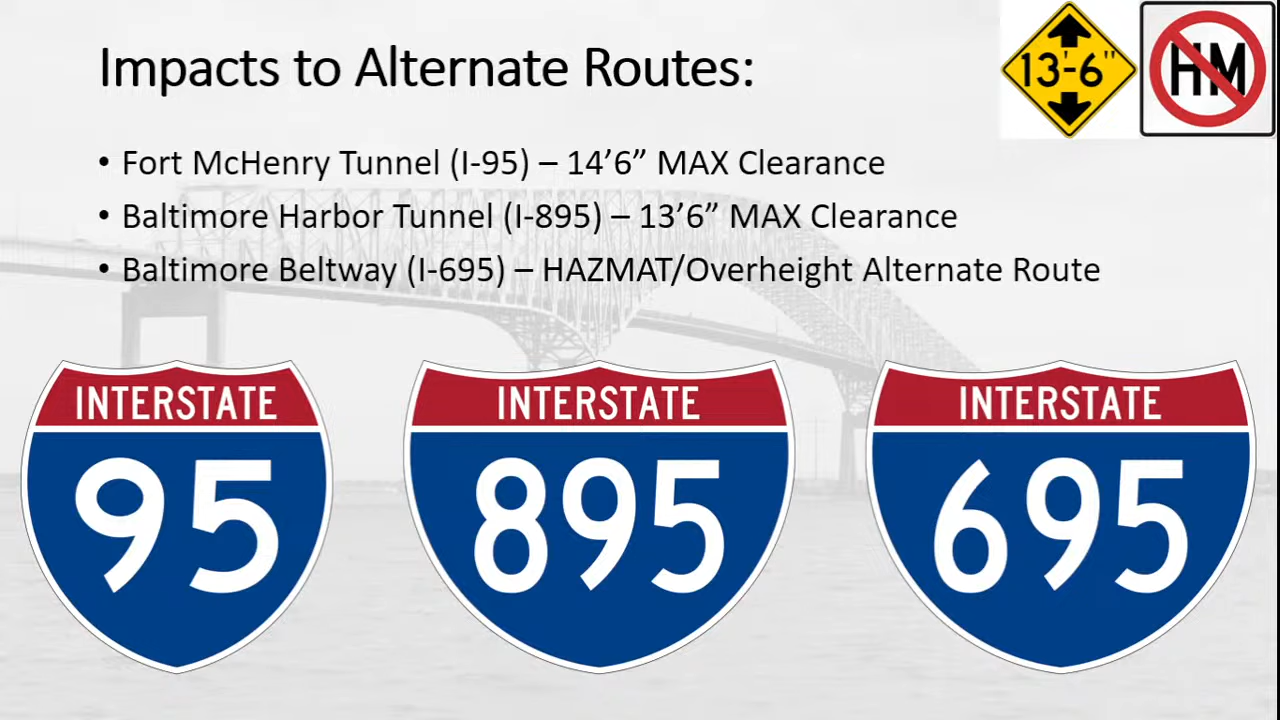 Impacts to Alternate Routes:
13'-6"
HM
• Fort McHenry Tunnel (I-95) – 14’6” MAX Clearance
• Baltimore Harbor Tunnel (I-895) – 13’6” MAX Clearance
• Baltimore Beltway (I-695) – HAZMAT/Overheight Alternate Route
INTERSTATE
95
INTERSTATE
895
INTERSTATE
695